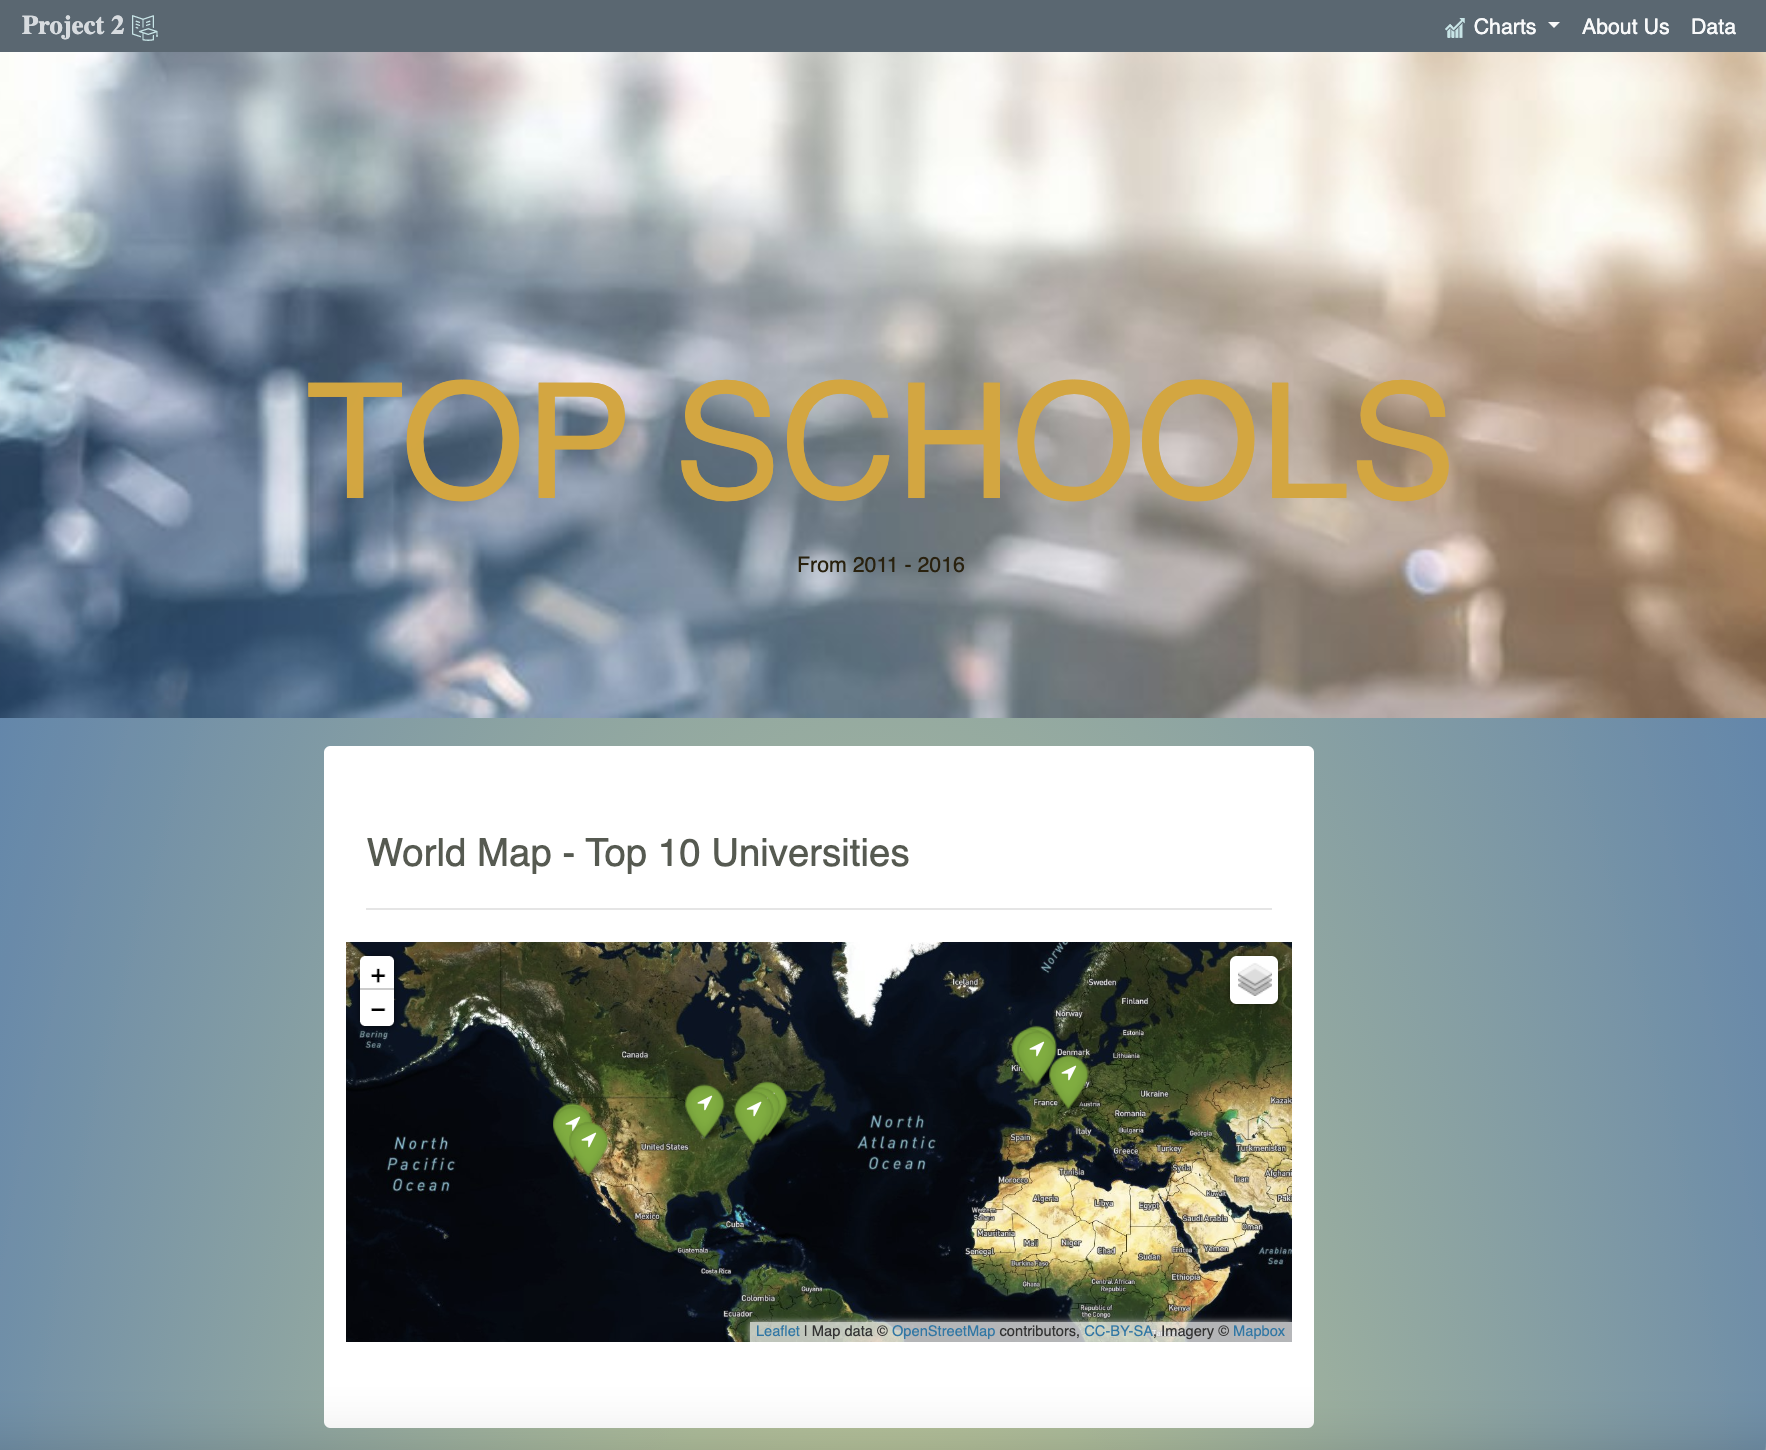 Project 2
Charts
About Us
Data
TOP SCHOOLS
From 2011 - 2016
World Map - Top 10 Universities
+
−
Bering
Sea
Canada
United States
Mexico
Cuba
Guatemala
Costa Rica
Colombia
Ecuador
Guyana
North
Pacific
Ocean
North
Atlantic
Ocean
Iceland
Norw
Sweden
Finland
Norway
Estonia
Denmark
Lithuania
Ukraine
France
Austria
Romania
Italy
Bulgaria
Georgia
Spain
Greece
Turkey
Turkmenistan
Kazak
Syria
Iran
Afghan
Pak
Morocco
Tunisia
Algeria
Libya
Egypt
Kuwait
Saudi Arabia
Oman
Western
Sahara
Mauritania
Mali
Niger
Chad
Sudan
Eritrea
Yemen
Arabian
Sea
Senegal
Burkina Faso
Ghana
Central African
Republic
Ethiopia
Republic of
the Congo
Kenya
Leaflet | Map data © OpenStreetMap contributors, CC-BY-SA, Imagery © Mapbox